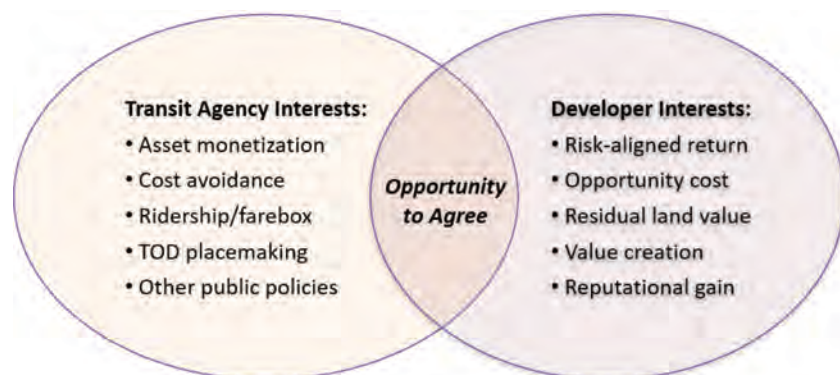 Transit Agency Interests:
• Asset monetization
• Cost avoidance
• Ridership/farebox
• TOD placemaking
• Other public policies
Opportunity
to Agree
Developer Interests:
• Risk-aligned return
• Opportunity cost
• Residual land value
• Value creation
• Reputational gain